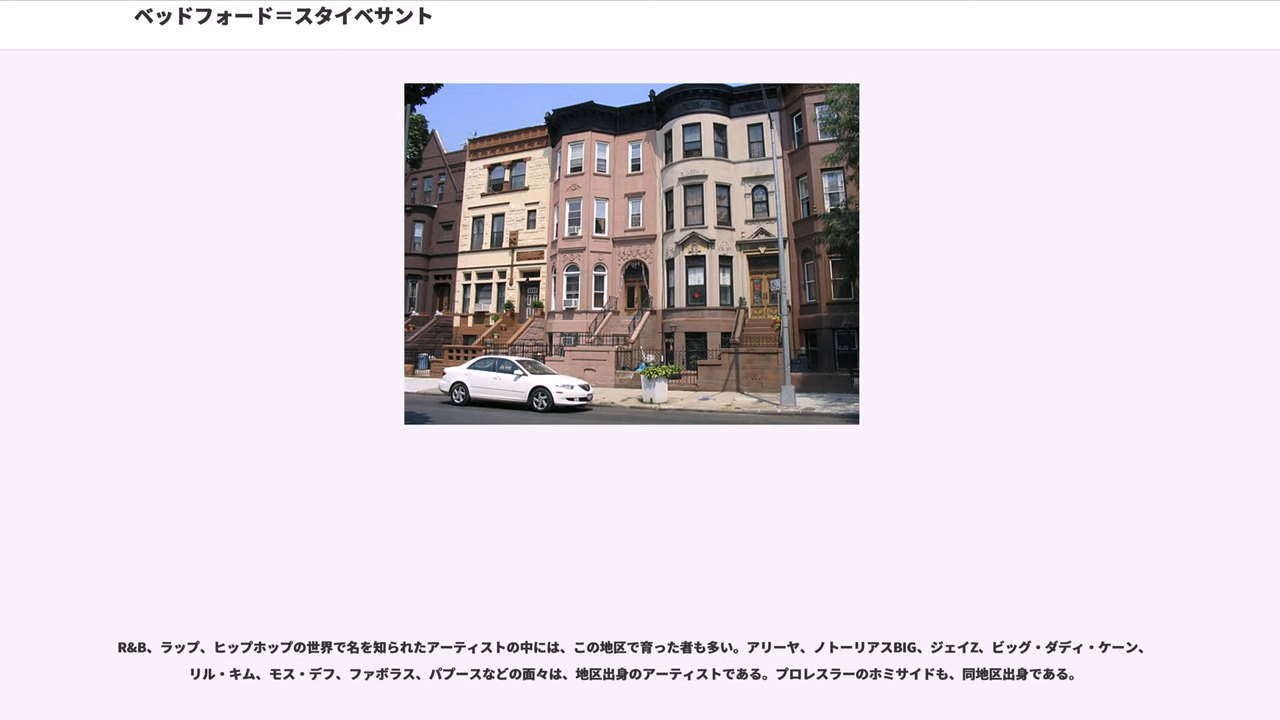 ベッドフォード＝スタイベサント
R&B、ラップ、ヒップホップの世界で名を知られたアーティストの中には、この地区で育った者も多い。アリーヤ、ノトーリアスBIG、ジェイZ、ビッグ・ダディ・ケーン、
リル・キム、モス・デフ、ファボラス、パプースなどの面々は、地区出身のアーティストである。プロレスラーのホミサイドも、同地区出身である。